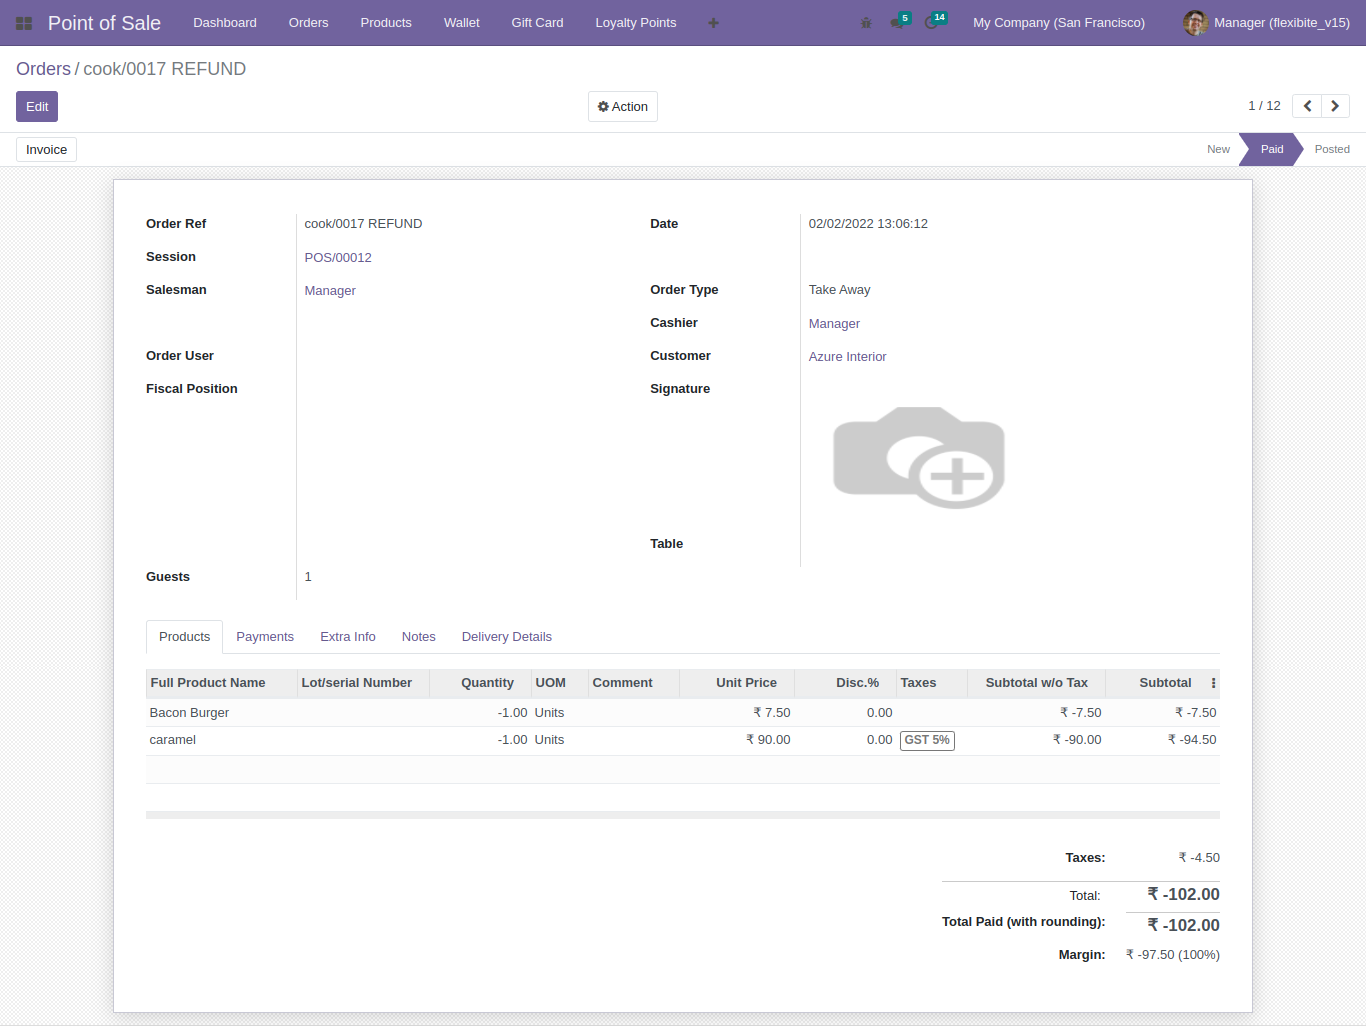 Point of Sale Dashboard Orders Products Wallet Gift Card Loyalty Points 5 14 My Company (San Francisco) Manager (flexibite_v15)
Orders / cook/0017 REFUND
Edit Action 1 / 12
Invoice New Paid Posted
Order Ref cook/0017 REFUND Date 02/02/2022 13:06:12
Session POS/00012
Salesman Manager Order Type Take Away
Cashier Manager
Order User Customer Azure Interior
Fiscal Position Signature
Table
Guests 1
Products Payments Extra Info Notes Delivery Details
Full Product Name Lot/serial Number Quantity UOM Comment Unit Price Disc.% Taxes Subtotal w/o Tax Subtotal
Bacon Burger -1.00 Units ₹ 7.50 0.00 ₹ -7.50 ₹ -7.50
caramel -1.00 Units ₹ 90.00 0.00 GST 5% ₹ -90.00 ₹ -94.50
Taxes: ₹ -4.50
Total: ₹ -102.00
Total Paid (with rounding): ₹ -102.00
Margin: ₹ -97.50 (100%)